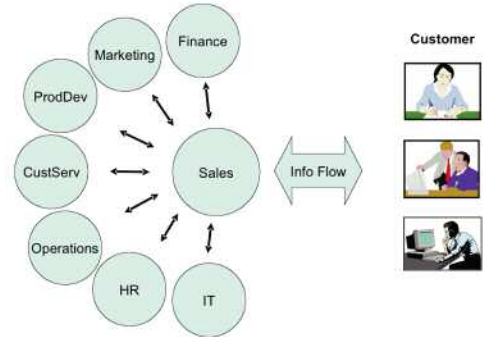 Finance
Marketing
Customer
ProdDev
CustServ
Sales
Info Flow
Operations
HR
IT